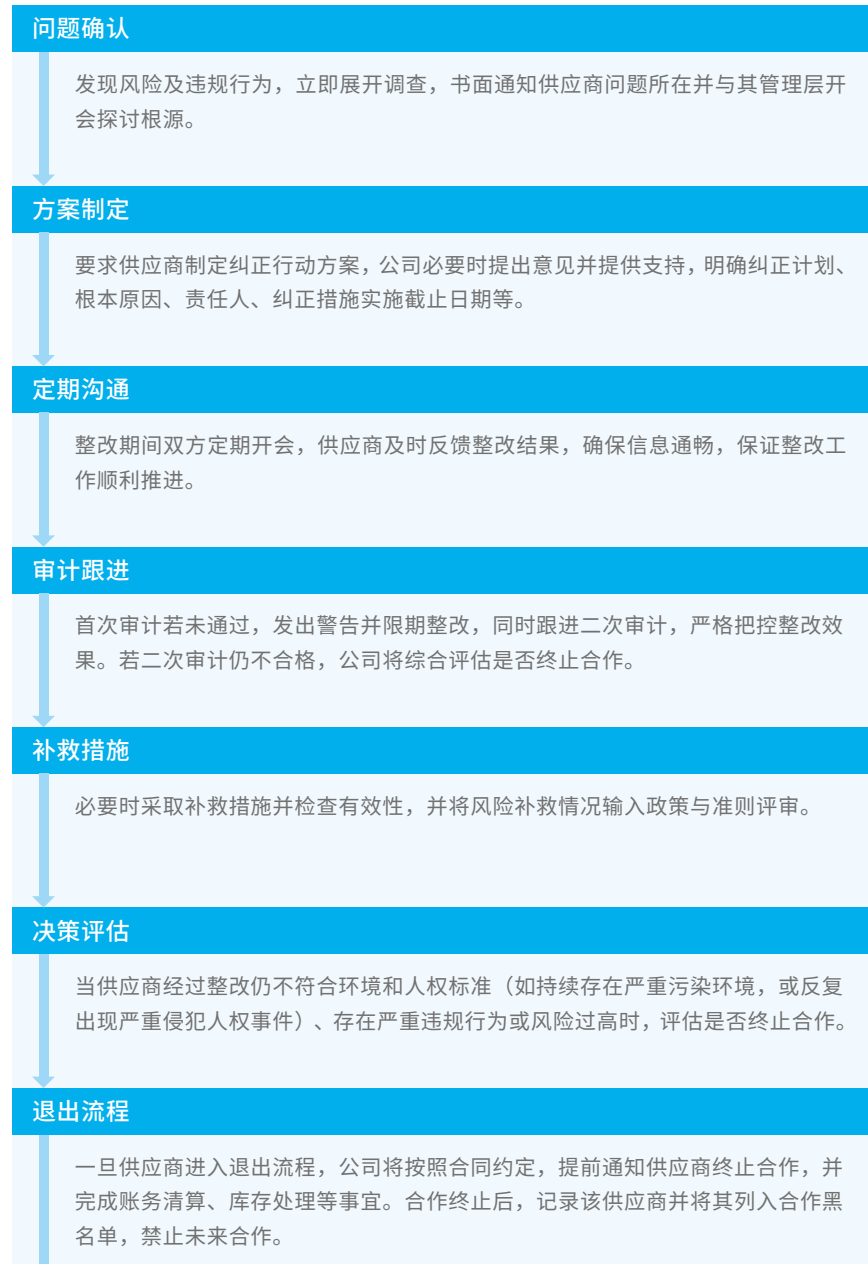 问题确认
发现风险及违规行为，立即展开调查，书面通知供应商问题所在并与其管理层开
会探讨根源。
方案制定
要求供应商制定纠正行动方案，公司必要时提出意见并提供支持，明确纠正计划、
根本原因、责任人、纠正措施实施截止日期等。
定期沟通
整改期间双方定期开会，供应商及时反馈整改结果，确保信息通畅，保证整改工
作顺利推进。
审计跟进
首次审计若未通过，发出警告并限期整改，同时跟进二次审计，严格把控整改效
果。若二次审计仍不合格，公司将综合评估是否终止合作。
补救措施
必要时采取补救措施并检查有效性，并将风险补救情况输入政策与准则评审。
决策评估
当供应商经过整改仍不符合环境和人权标准（如持续存在严重污染环境，或反复
出现严重侵犯人权事件）、存在严重违规行为或风险过高时，评估是否终止合作。
退出流程
一旦供应商进入退出流程，公司将按照合同约定，提前通知供应商终止合作，并
完成账务清算、库存处理等事宜。合作终止后，记录该供应商并将其列入合作黑
名单，禁止未来合作。